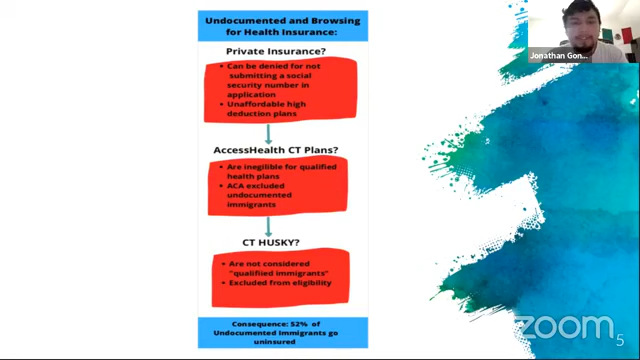 Undocumented and Browsing
for Health Insurance:
Private Insurance?
• Can be denied for not
submitting a social
security number in
application
• Unaffordable high
deduction plans
AccessHealth CT Plans?
• Are inegilible for qualified
health plans
• ACA excluded
undocumented
immigrants
CT HUSKY?
• Are not considered
"qualifiied immigrants"
• Excluded from eligibility
Consequence: 52% of
Undocumented Immigrants go
uninsured
Jonathan Gon...
zoom
5